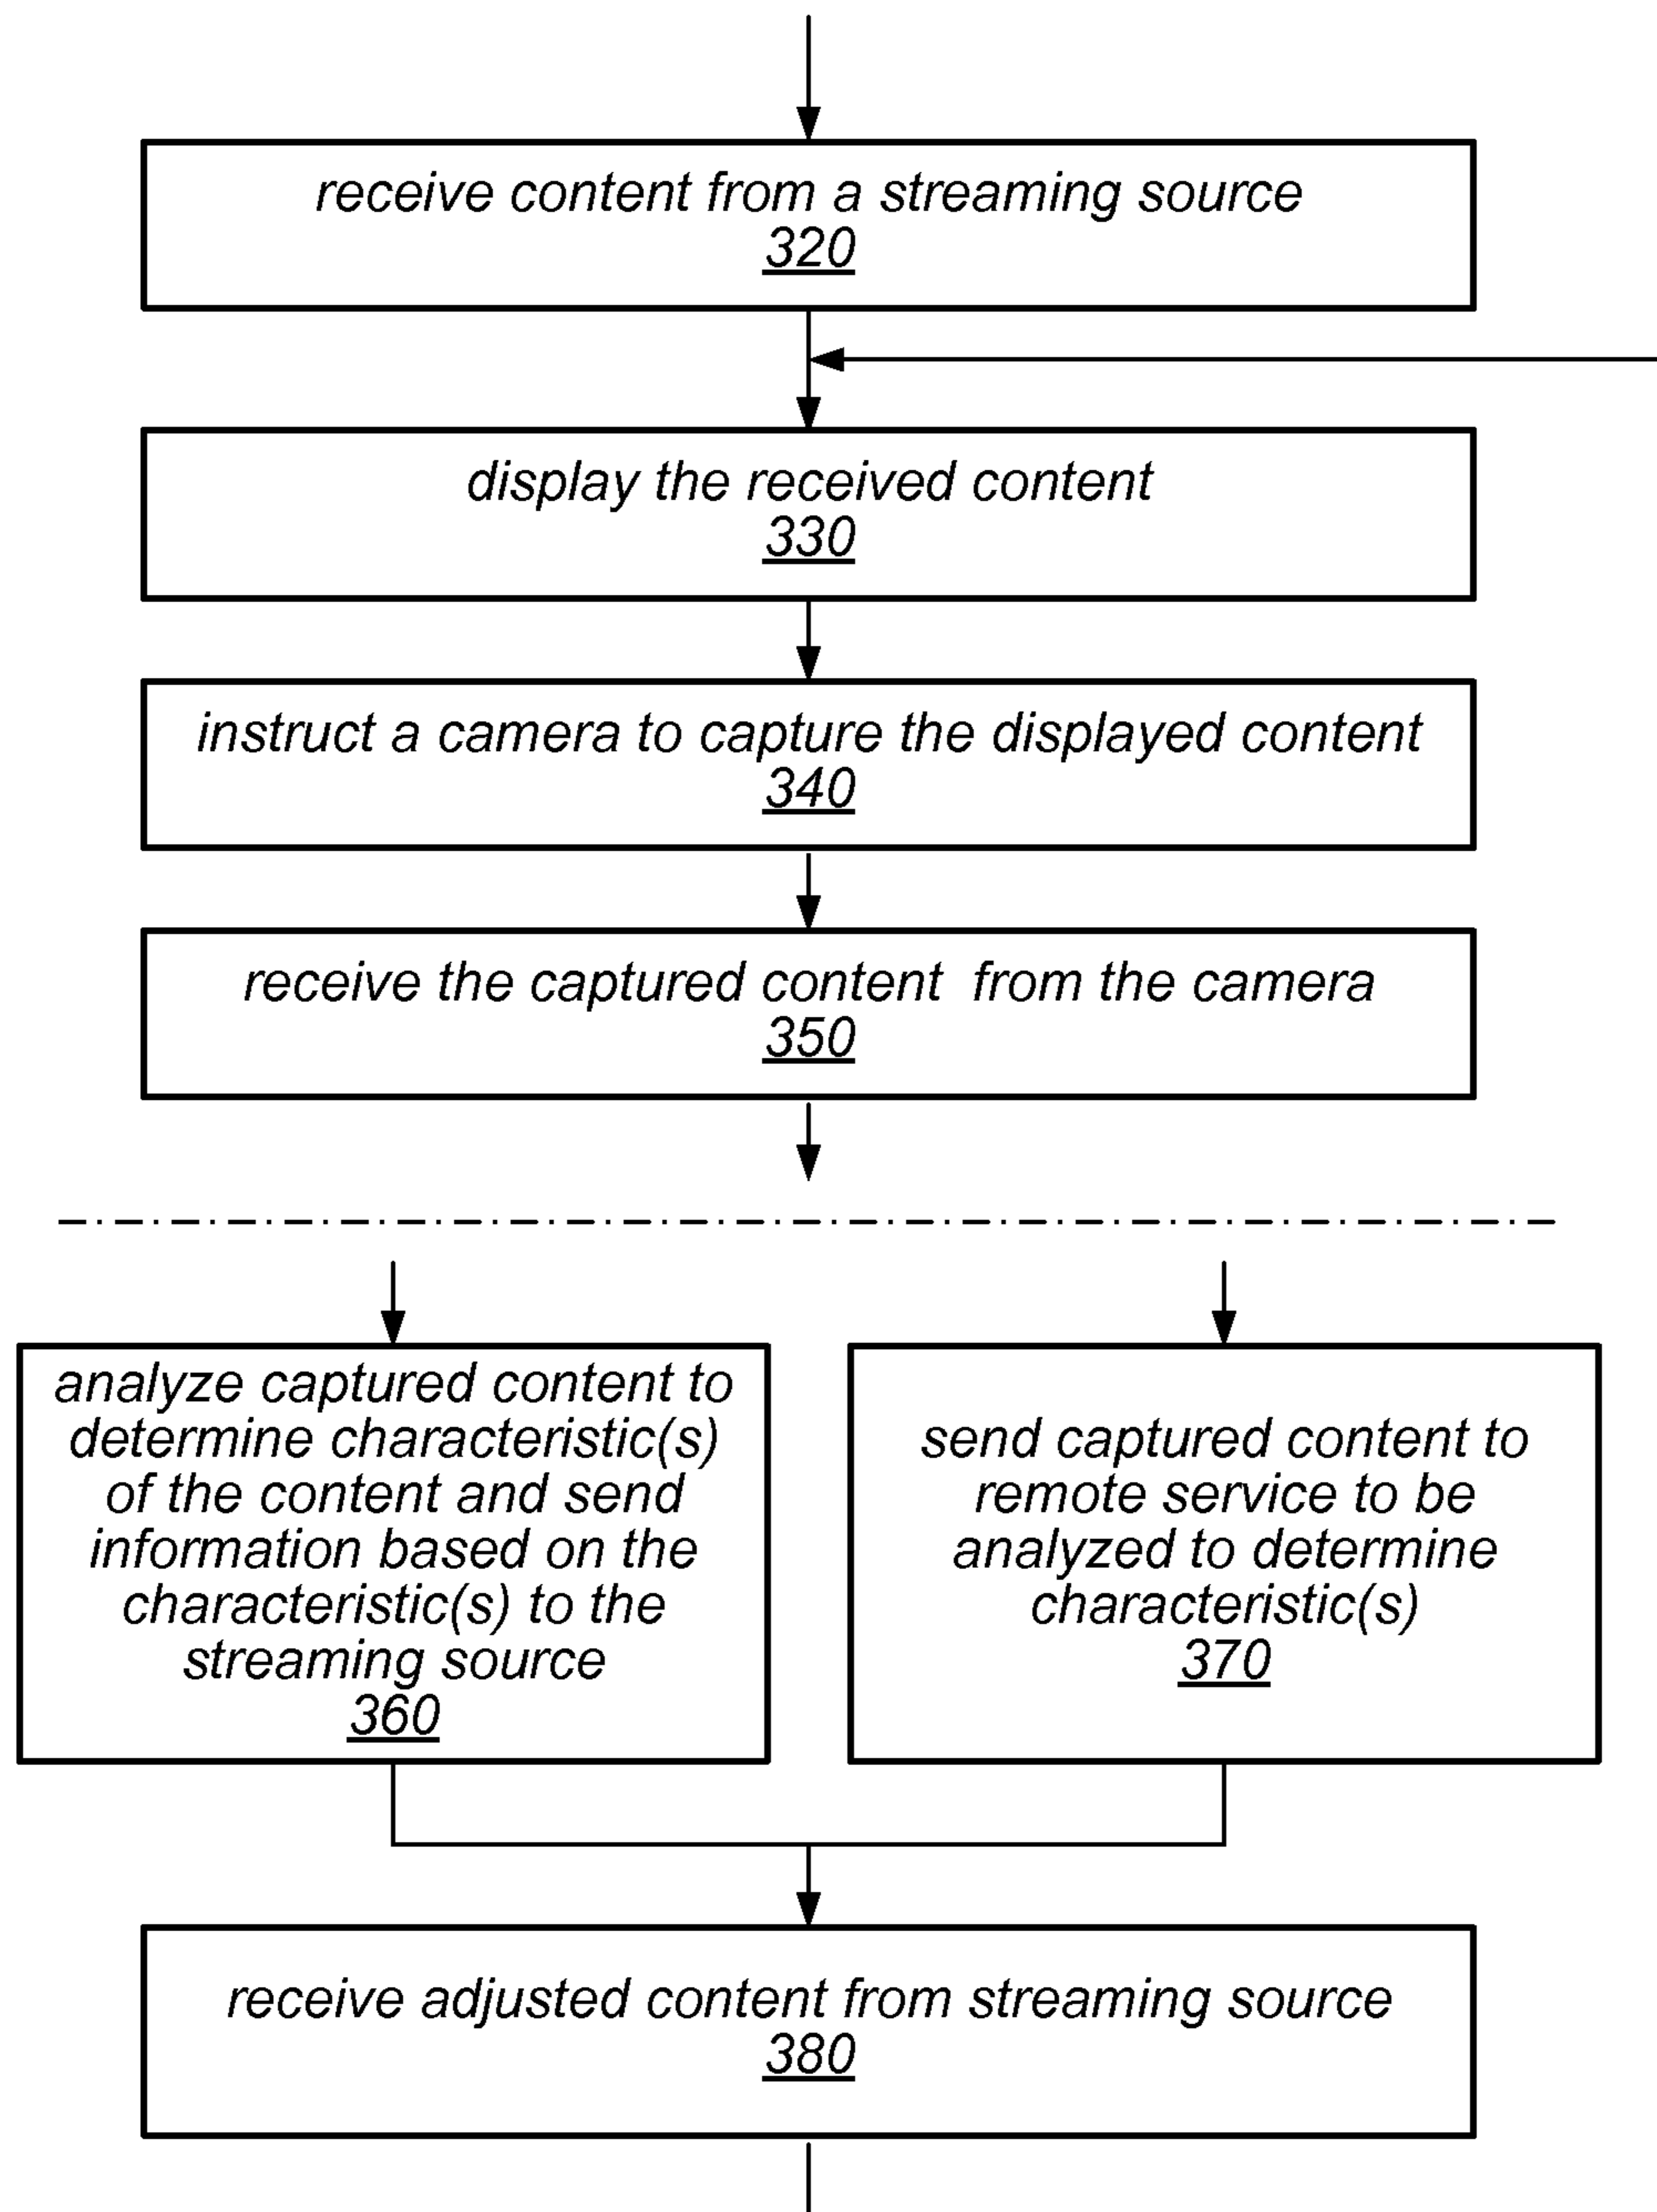 receive content from a streaming source
320
display the received content
330
instruct a camera to capture the displayed content
340
receive the captured content from the camera
350
analyze captured content to
determine characteristic(s)
of the content and send
information based on the
characteristic(s) to the
streaming source
360
send captured content to
remote service to be
analyzed to determine
characteristic(s)
370
receive adjusted content from streaming source
380